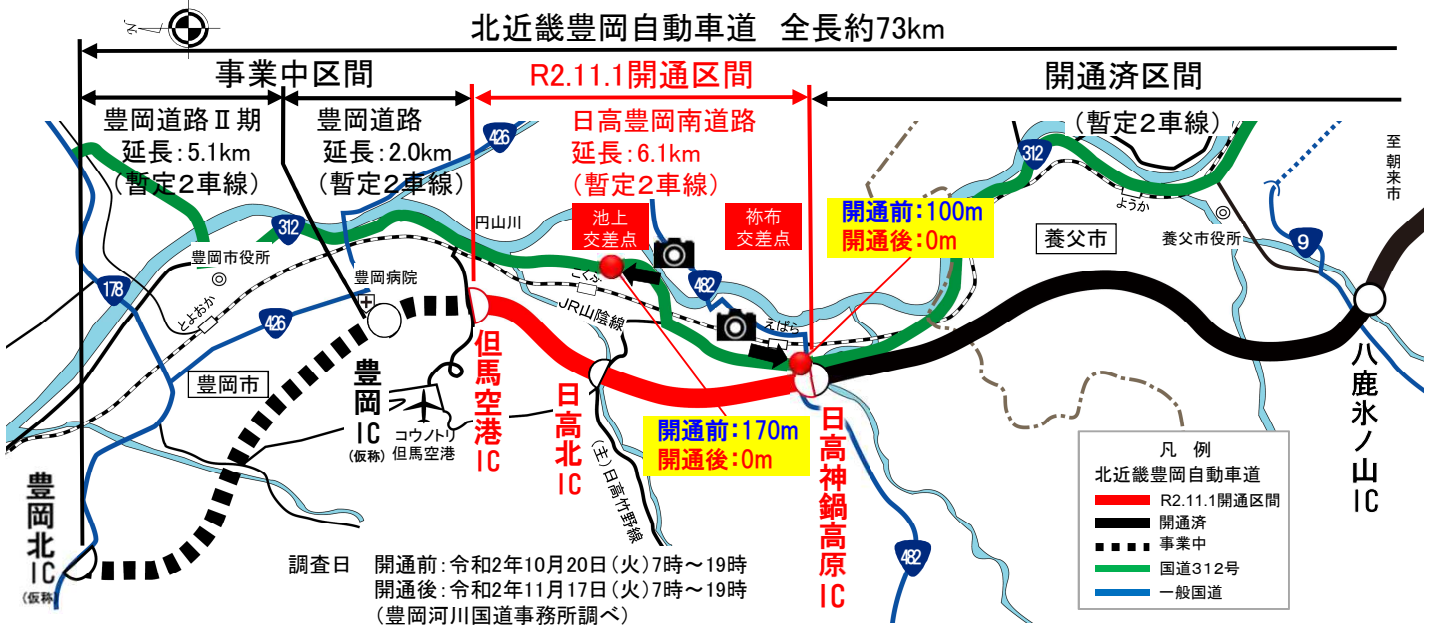 北近畿豊岡自動車道 全長約73km
事業中区間
R2.11.1開通区間
開通済区間
(暫定2車線)
豊岡道路Ⅱ期
延長:5.1km
(暫定2車線)
豊岡道路
延長:2.0km
(暫定2車線)
日高豊岡南道路
延長:6.1km
(暫定2車線)
426
312
至朝来市
円山川
池上
交差点
祢布
交差点
開通前:100m
開通後:0m
養父市
ようか
養父市役所
9
312
豊岡市役所
豊岡病院
178
とよおか
426
こくふ
482
JR山陰線
えばら
豊岡市
豊岡IC
(仮称)
コウノトリ
但馬空港
但馬空港IC
日高北IC
開通前:170m
開通後:0m
(主)日高竹野線
日高神鍋高原IC
482
八鹿氷ノ山IC
豊岡北IC
(仮称)
凡 例
北近畿豊岡自動車道
R2.11.1開通区間
開通済
事業中
国道312号
一般国道
調査日 開通前:令和2年10月20日(火)7時~19時
開通後:令和2年11月17日(火)7時~19時
(豊岡河川国道事務所調べ)